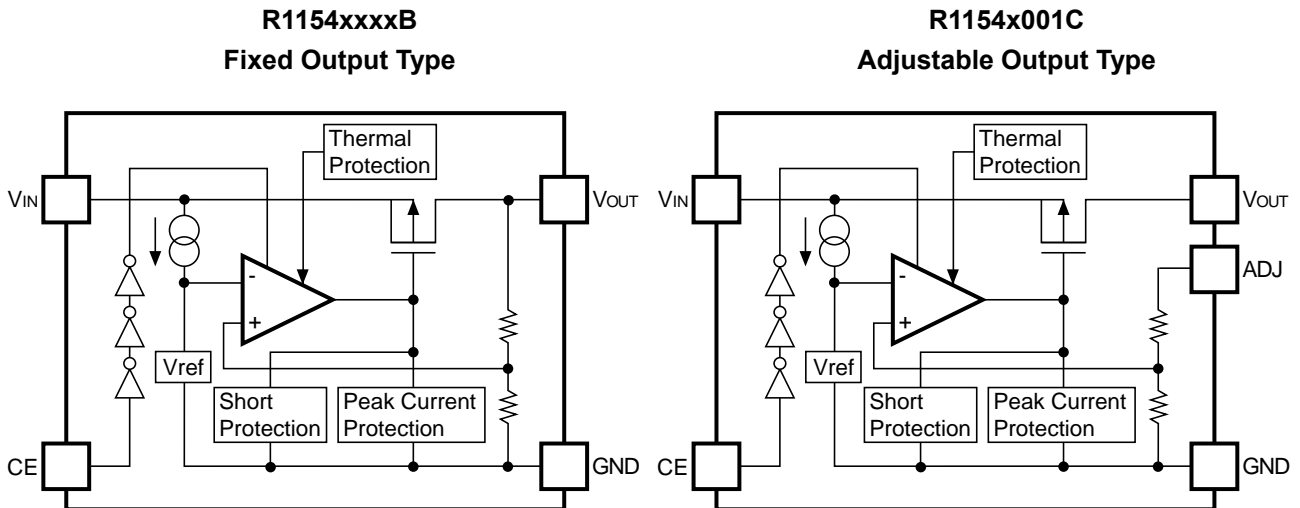 R1154xxxxB
Fixed Output Type
Thermal
Protection
VIN
VOUT
-
+
Vref
Short
Protection
Peak Current
Protection
CE
GND
R1154x001C
Adjustable Output Type
Thermal
Protection
VIN
VOUT
ADJ
-
+
Vref
Short
Protection
Peak Current
Protection
CE
GND